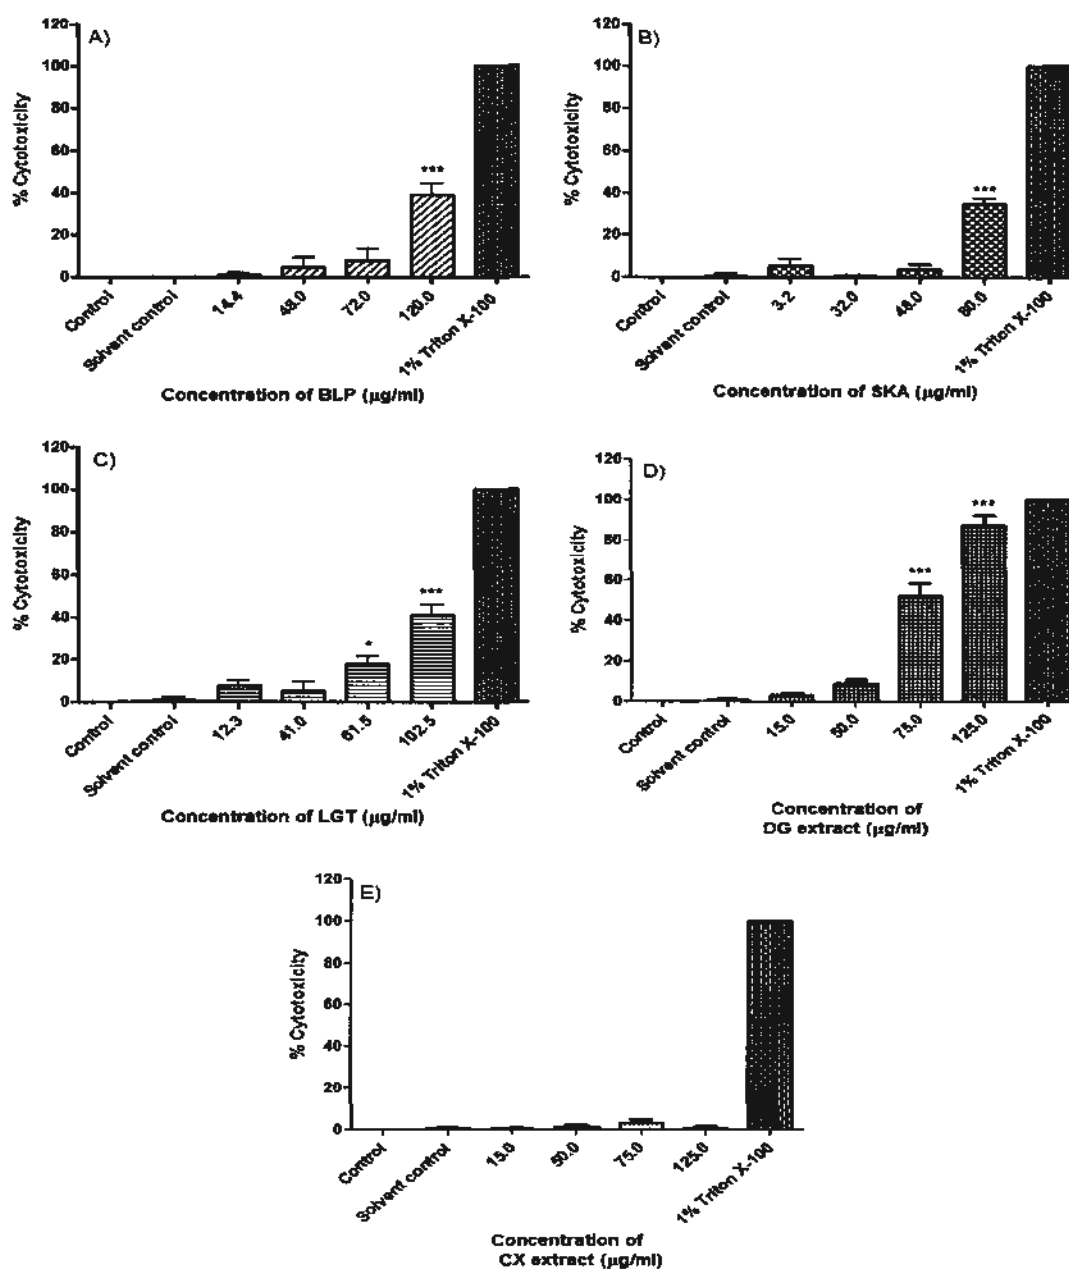 A)
% Cytotoxicity
120
100
80
60
40
20
0
***
Control
Solvent control
14.4
48.0
72.0
120.0
1% Triton X-100
Concentration of BLP (μg/ml)
B)
% Cytotoxicity
120
100
80
60
40
20
0
***
Control
Solvent control
3.2
32.0
48.0
80.0
1% Triton X-100
Concentration of SKA (μg/ml)
C)
% Cytotoxicity
120
100
80
60
40
20
0
*
***
Control
Solvent control
12.3
41.0
61.5
102.5
1% Triton X-100
Concentration of LGT (μg/ml)
D)
% Cytotoxicity
120
100
80
60
40
20
0
***
***
Control
Solvent control
15.0
50.0
75.0
125.0
1% Triton X-100
Concentration of
DG extract (μg/ml)
E)
% Cytotoxicity
120
100
80
60
40
20
0
Control
Solvent control
15.0
50.0
75.0
125.0
1% Triton X-100
Concentration of
CX extract (μg/ml)